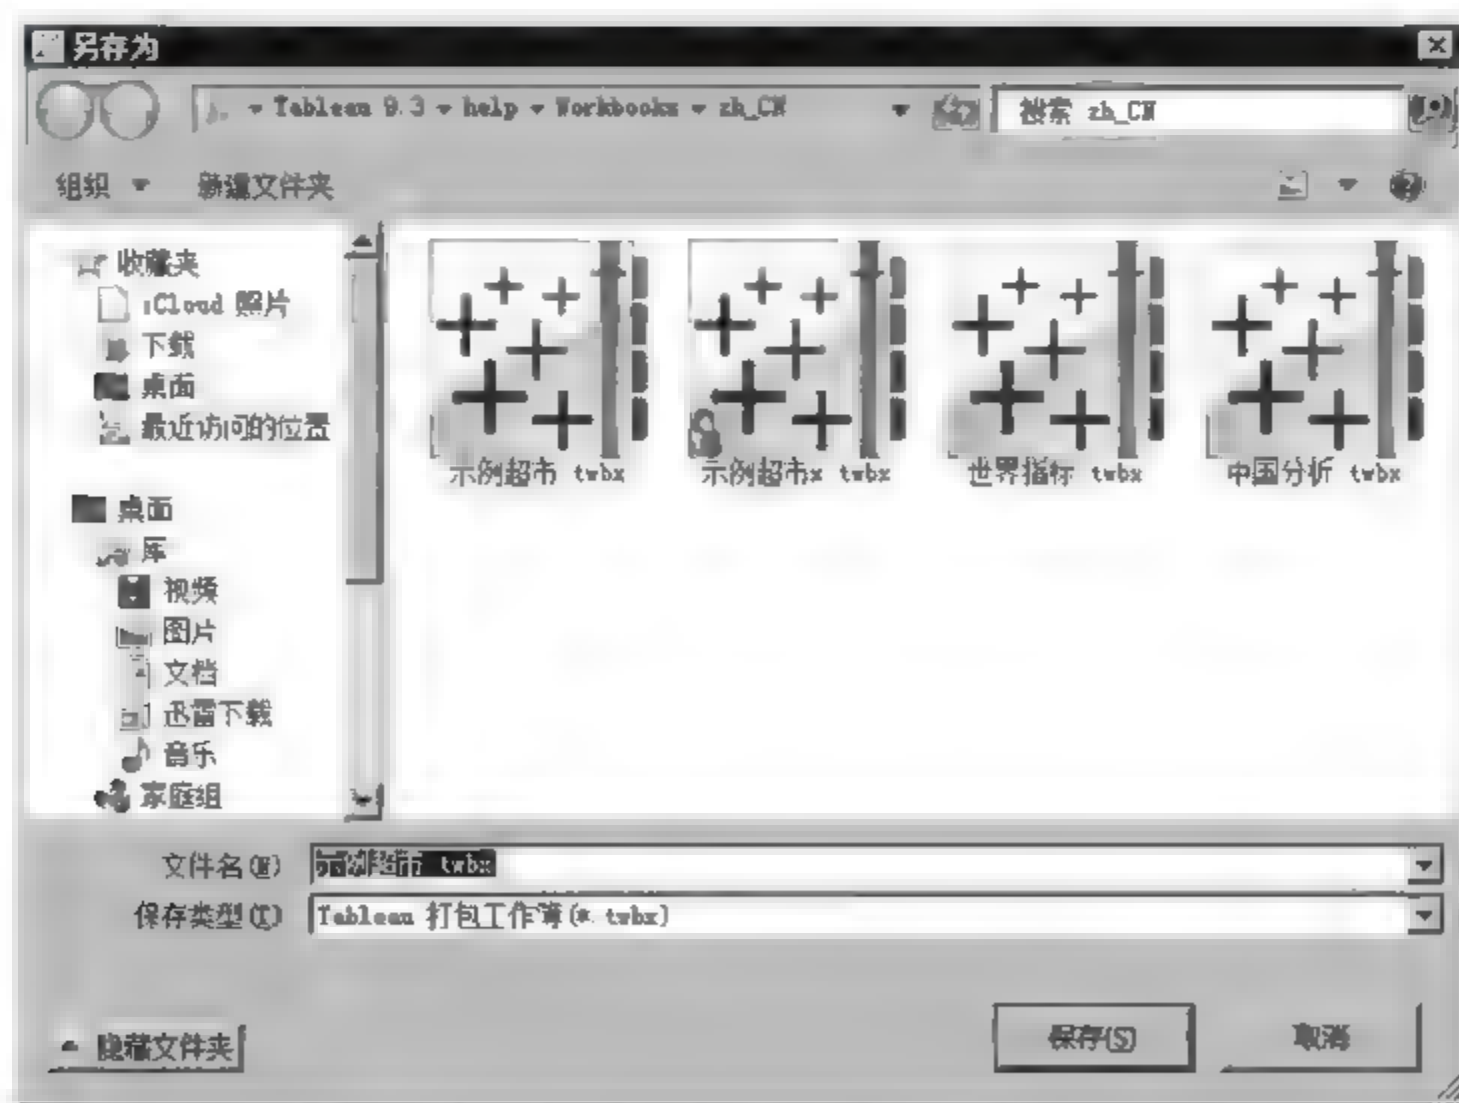 另存为
Tableau 9.3 help Workbooks zh_CN
搜索 zh_CN
组织
新建文件夹
收藏夹
iCloud 照片
下载
桌面
最近访问的位置
桌面
库
视频
图片
文档
迅雷下载
音乐
家庭组
示例超市 twbx
示例超市x twbx
世界指标 twbx
中国分析 twbx
文件名(N)
示例超市 twbx
保存类型(T)
Tableau 打包工作簿(*.twbx)
隐藏文件夹
保存(S)
取消